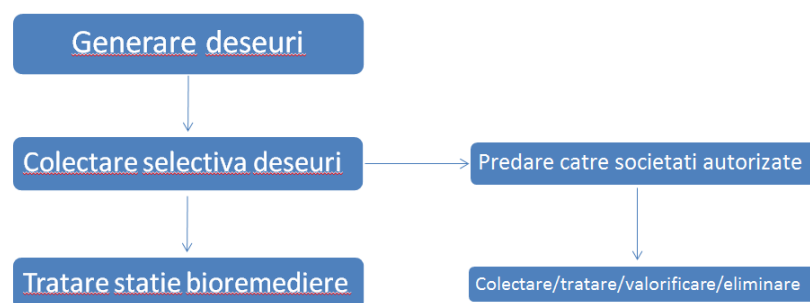 Generare deseuri
Colectare selectiva deseuri
Predare catre societati autorizate
Tratare statie bioremediere
Colectare/tratare/valorificare/eliminare